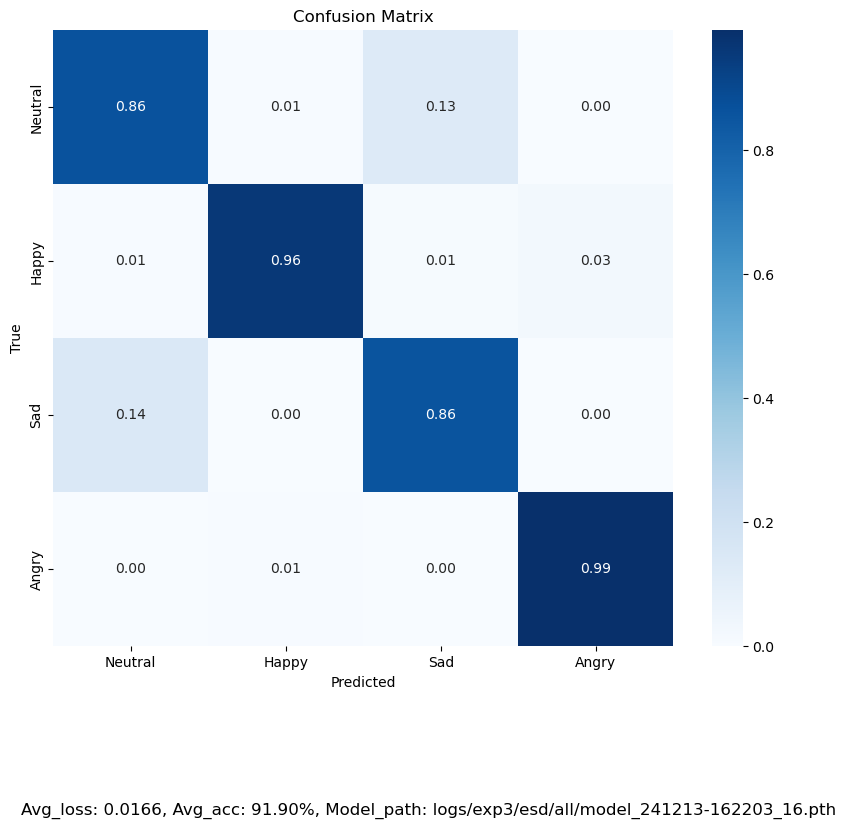 Confusion Matrix
Neutral 0.86 0.01 0.13 0.00
Happy 0.01 0.96 0.01 0.03
Sad 0.14 0.00 0.86 0.00
Angry 0.00 0.01 0.00 0.99
True
Neutral Happy Sad Angry
Predicted
0.8
0.6
0.4
0.2
0.0
Avg_loss: 0.0166, Avg_acc: 91.90%, Model_path: logs/exp3/esd/all/model_241213-162203_16.pth